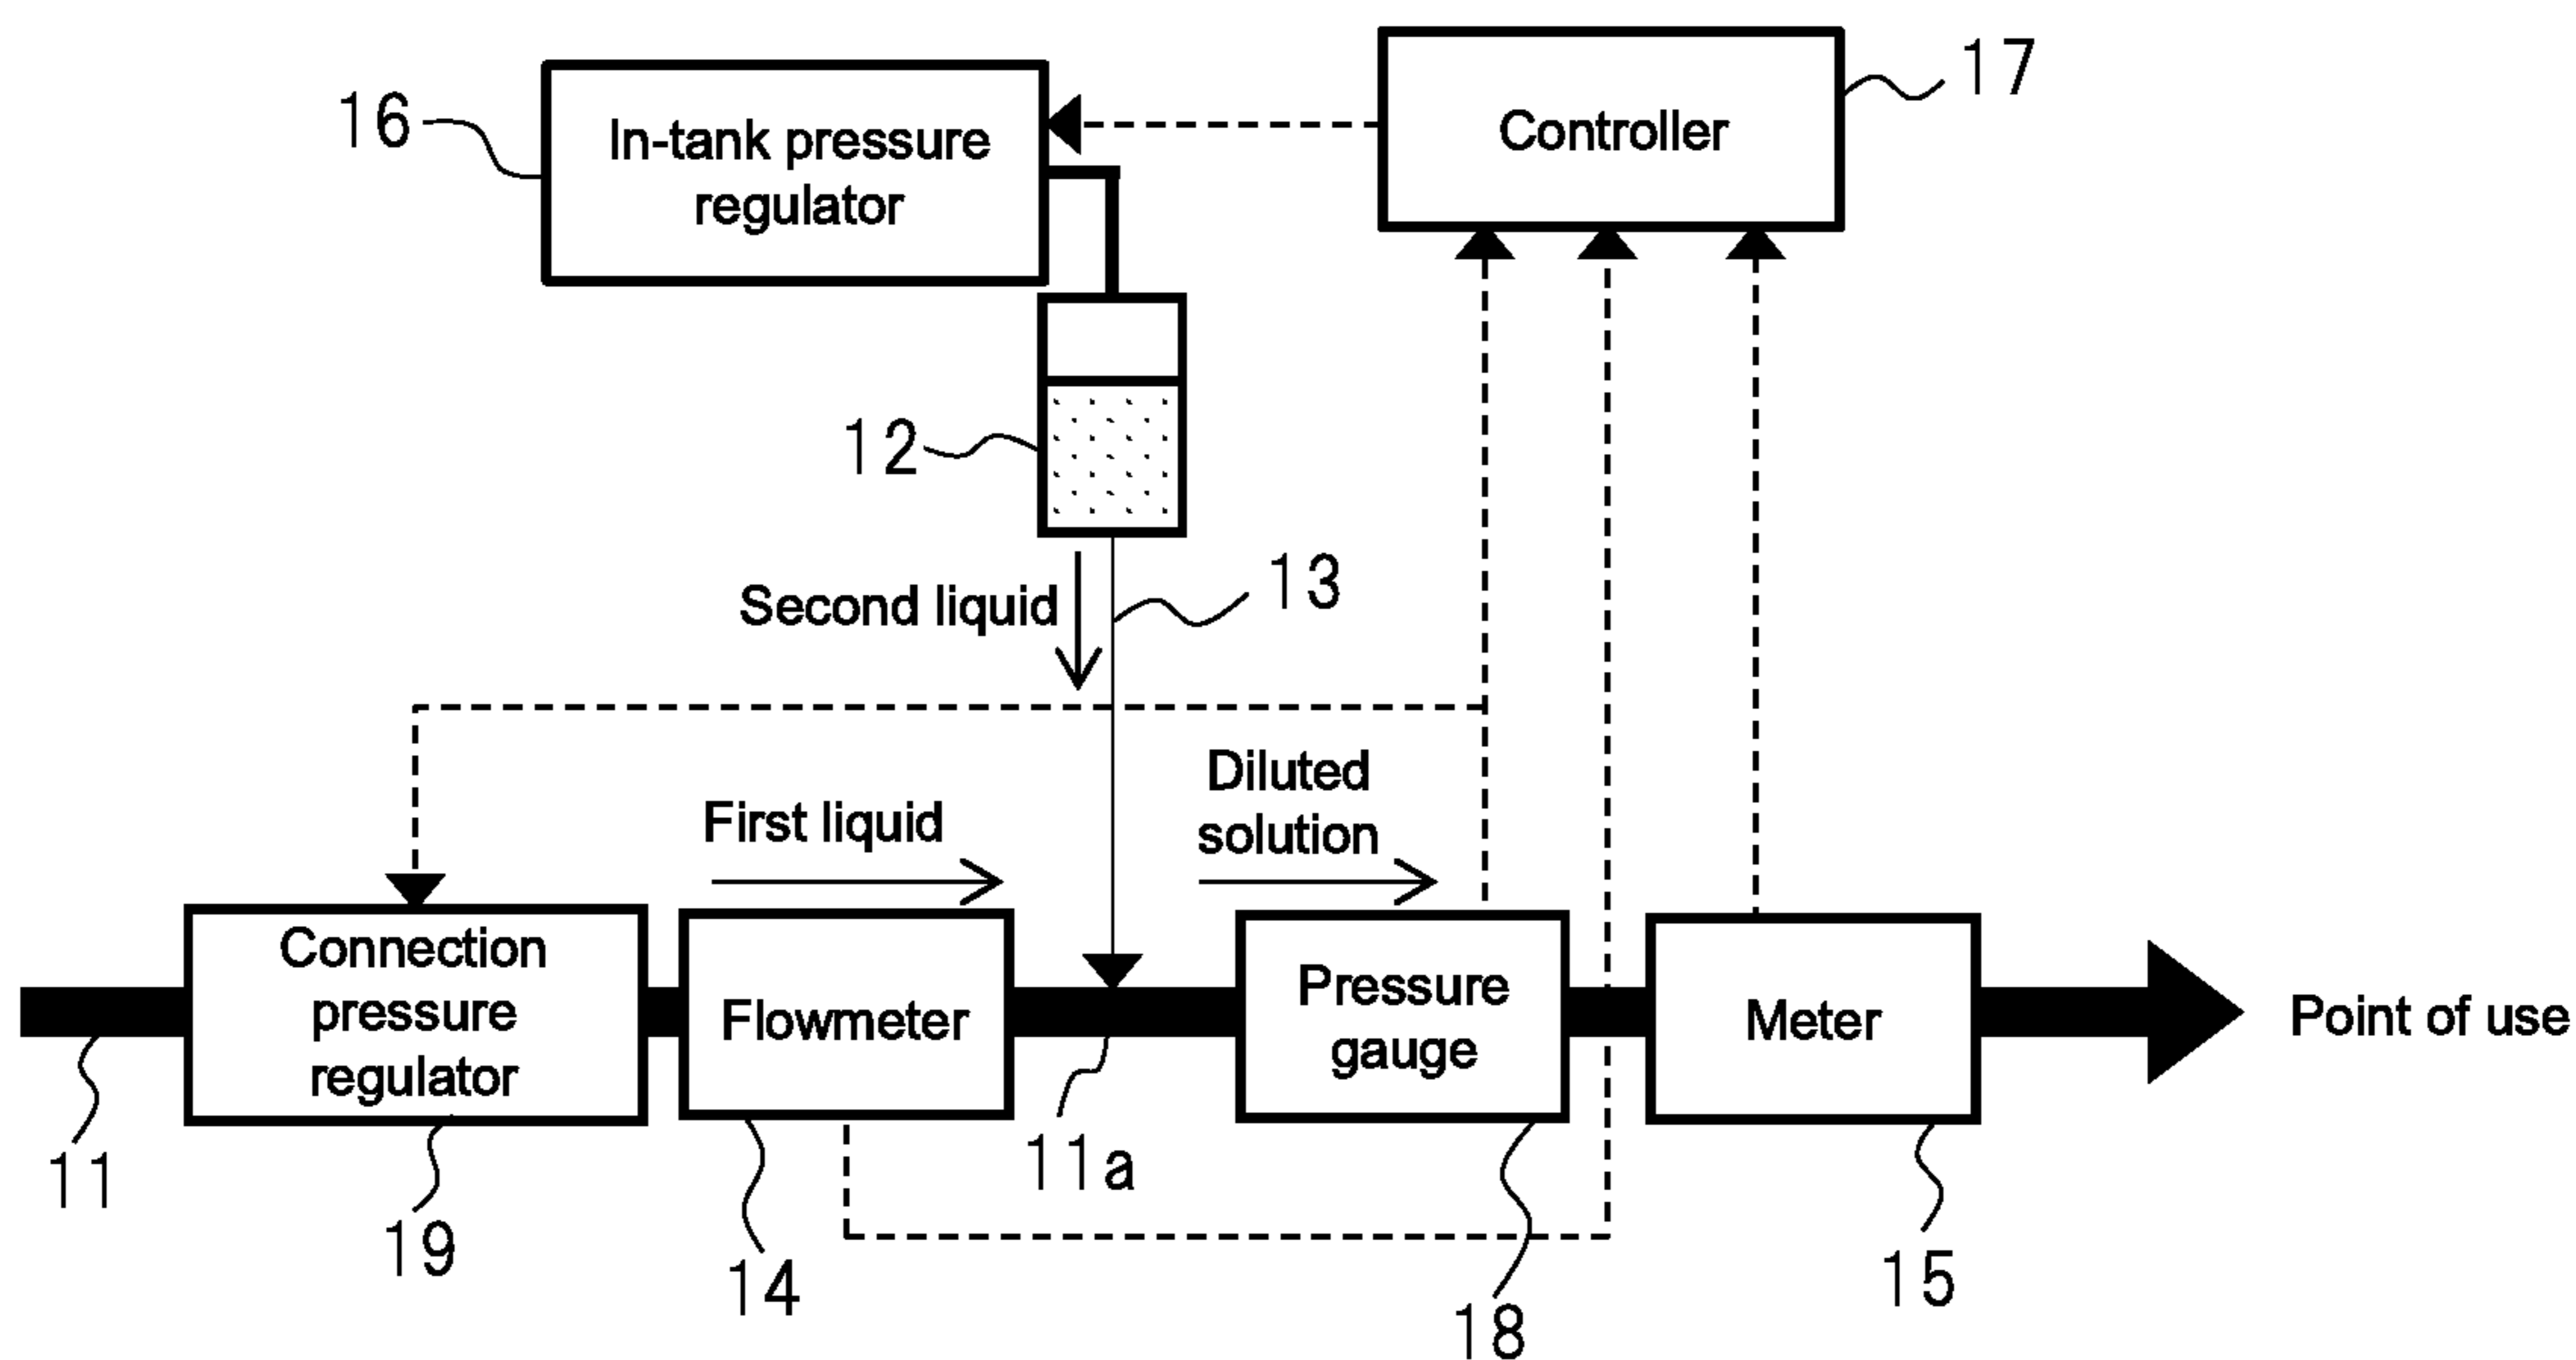 17
16
In-tank pressure
regulator
Controller
12
13
Second liquid
Diluted
solution
First liquid
Connection
pressure
regulator
Flowmeter
Pressure
gauge
Meter
Point of use
11
11a
19
14
15
18